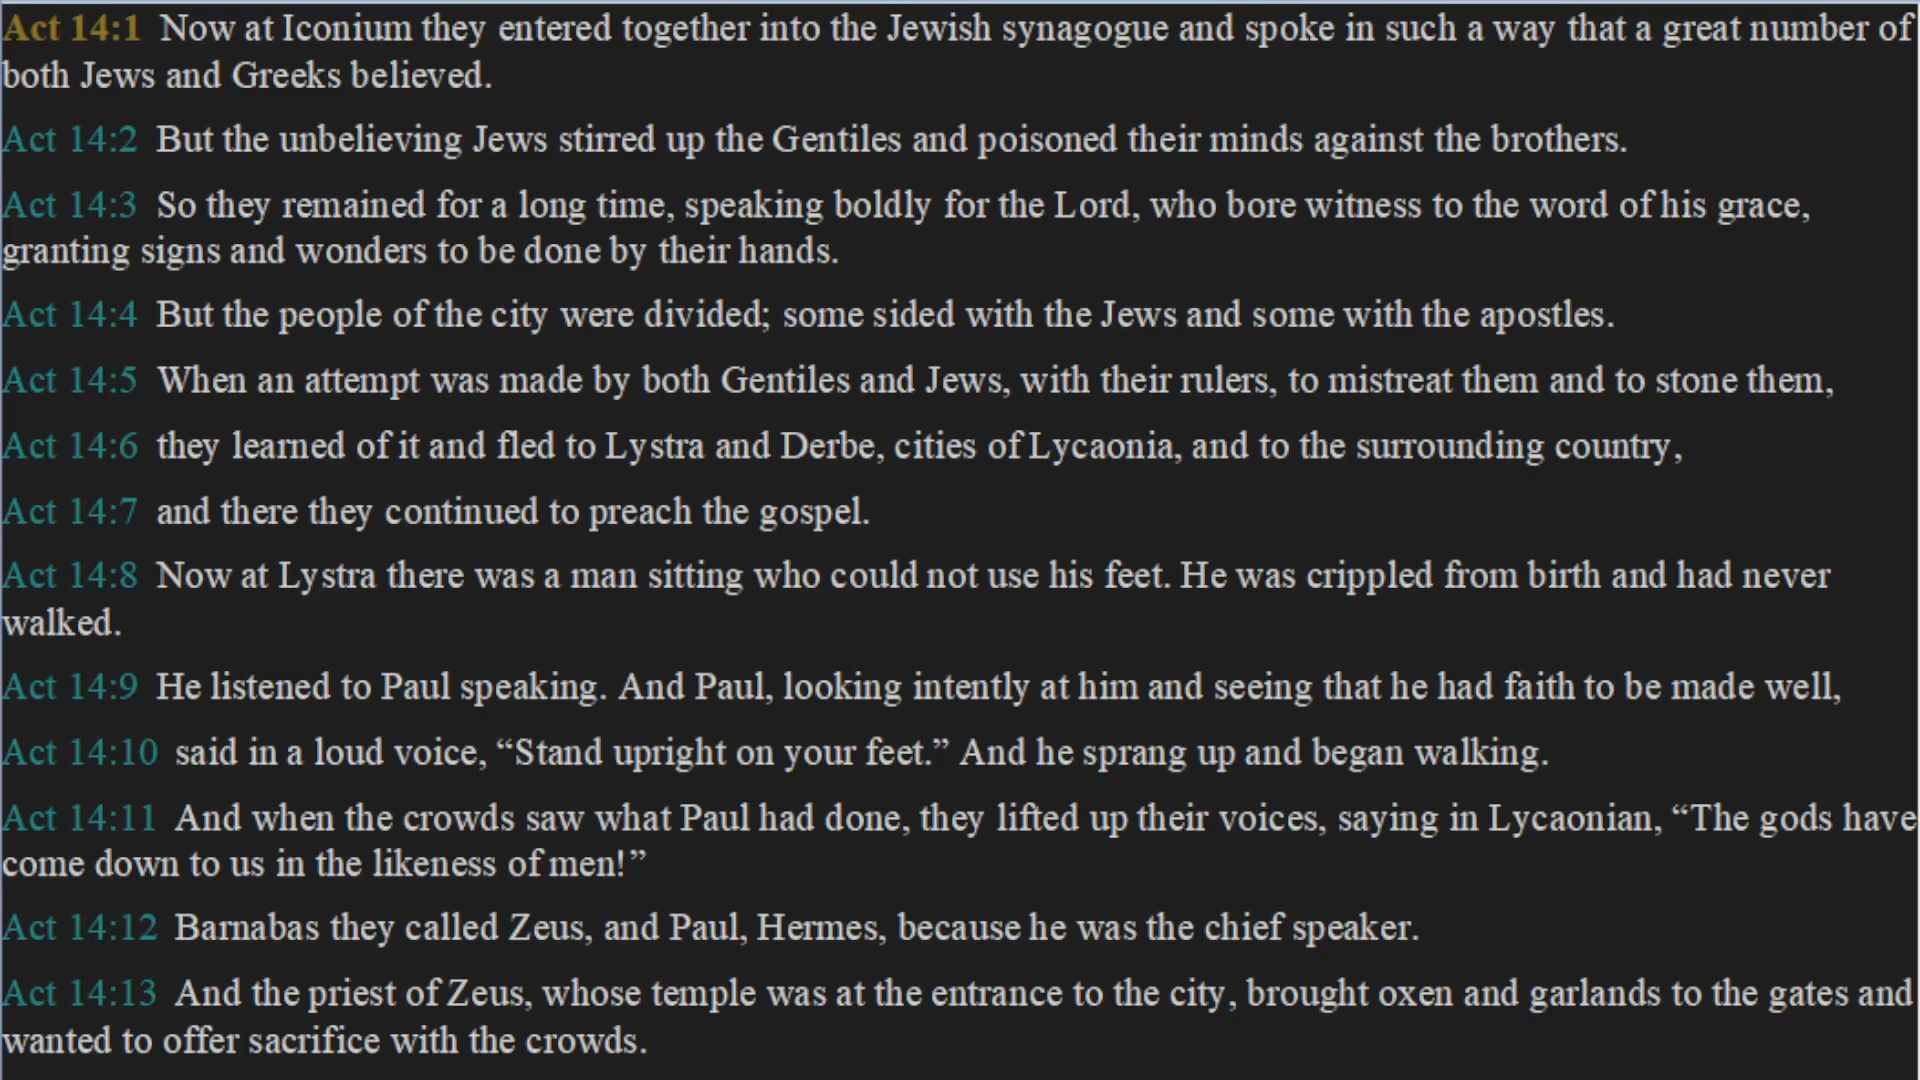 Act 14:1 Now at Iconium they entered together into the Jewish synagogue and spoke in such a way that a great number of
both Jews and Greeks believed.
Act 14:2 But the unbelieving Jews stirred up the Gentiles and poisoned their minds against the brothers.
Act 14:3 So they remained for a long time, speaking boldly for the Lord, who bore witness to the word of his grace,
granting signs and wonders to be done by their hands.
Act 14:4 But the people of the city were divided; some sided with the Jews and some with the apostles.
Act 14:5 When an attempt was made by both Gentiles and Jews, with their rulers, to mistreat them and to stone them,
Act 14:6 they learned of it and fled to Lystra and Derbe, cities of Lycaonia, and to the surrounding country,
Act 14:7 and there they continued to preach the gospel.
Act 14:8 Now at Lystra there was a man sitting who could not use his feet. He was crippled from birth and had never
walked.
Act 14:9 He listened to Paul speaking. And Paul, looking intently at him and seeing that he had faith to be made well,
Act 14:10 said in a loud voice, “Stand upright on your feet.” And he sprang up and began walking.
Act 14:11 And when the crowds saw what Paul had done, they lifted up their voices, saying in Lycaonian, “The gods have
come down to us in the likeness of men!”
Act 14:12 Barnabas they called Zeus, and Paul, Hermes, because he was the chief speaker.
Act 14:13 And the priest of Zeus, whose temple was at the entrance to the city, brought oxen and garlands to the gates and
wanted to offer sacrifice with the crowds.